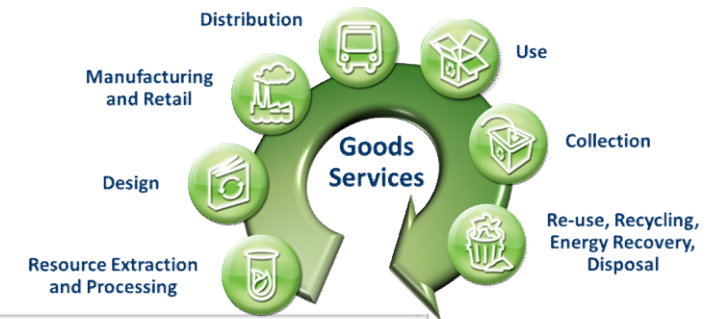 Distribution
Use
Manufacturing
and Retail
Goods
Services
Collection
Design
Re-use, Recycling,
Energy Recovery,
Disposal
Resource Extraction
and Processing